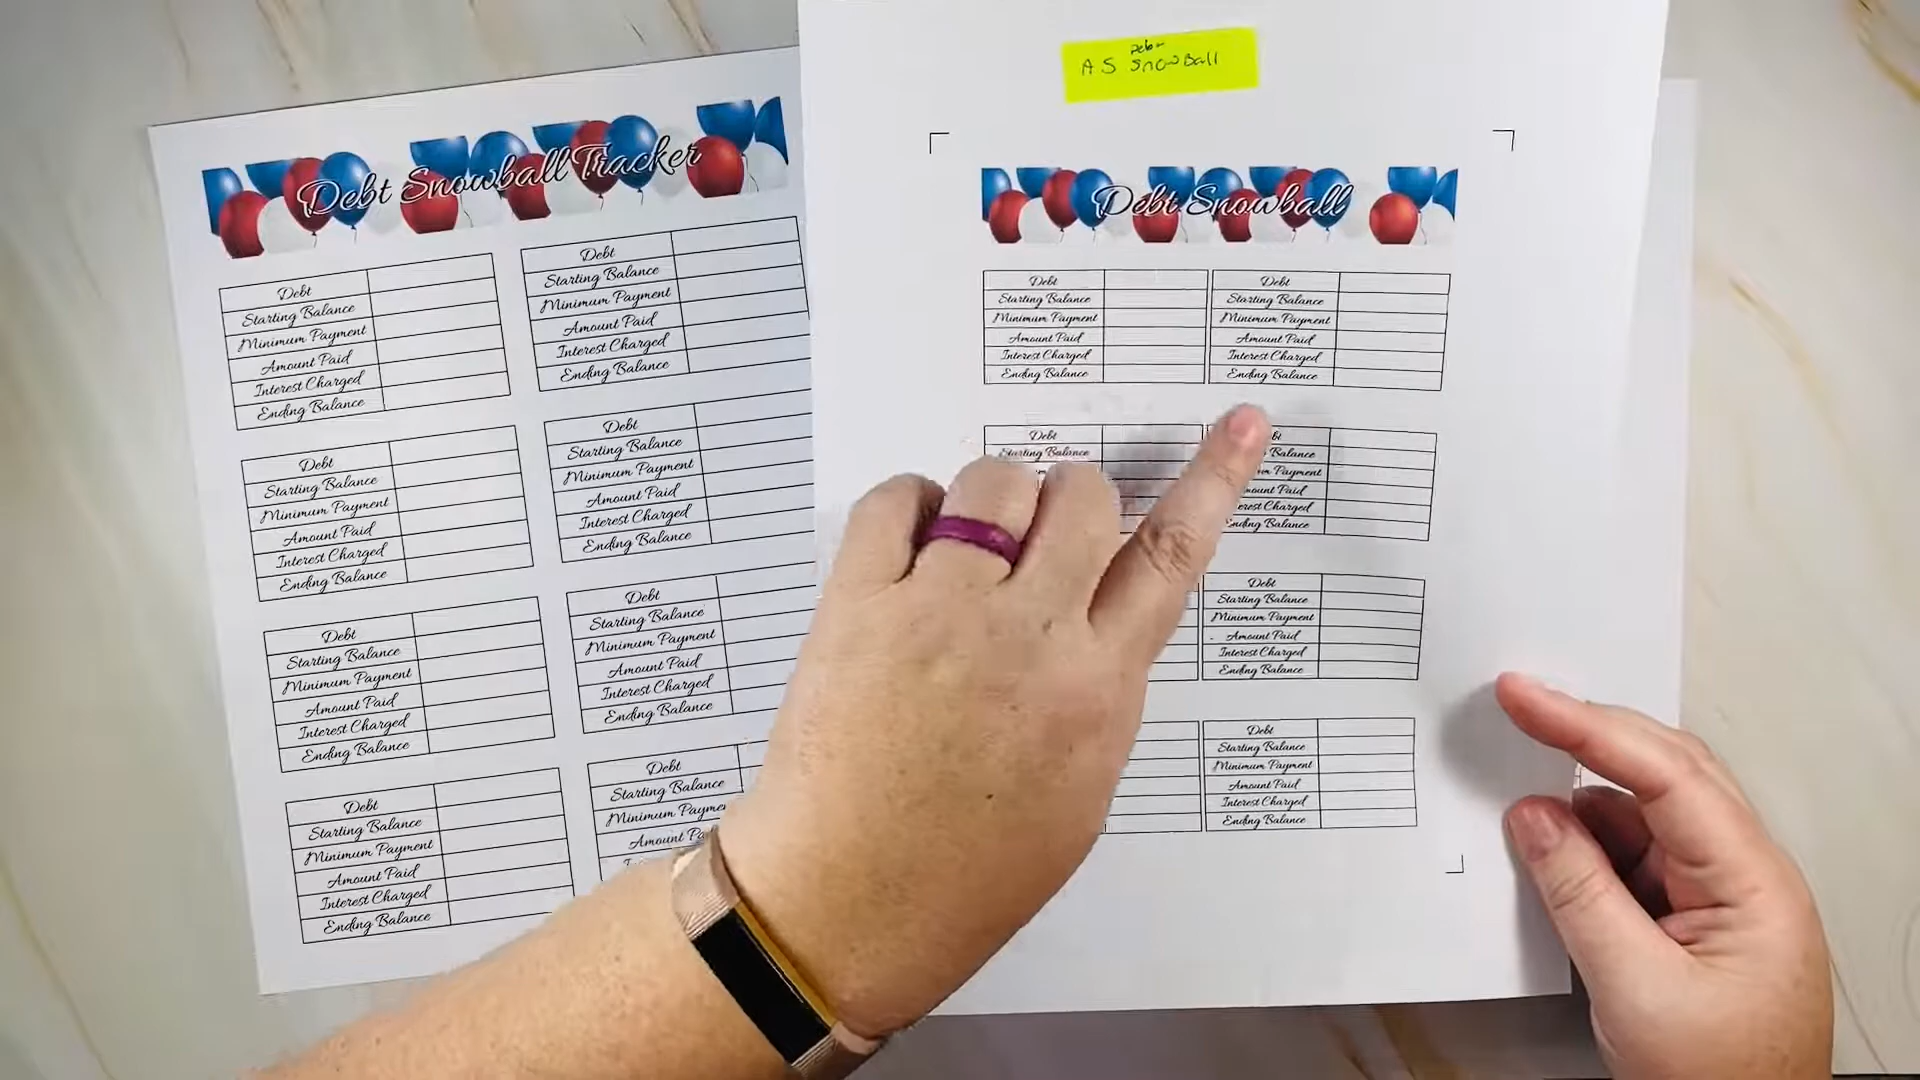 Debt Snowball Tracker
Debt
Starting Balance
Minimum Payment
Amount Paid
Interest Charged
Ending Balance
Debt
Starting Balance
Minimum Payment
Amount Paid
Interest Charged
Ending Balance
Debt
Starting Balance
Minimum Payment
Amount Paid
Interest Charged
Ending Balance
Debt
Starting Balance
Minimum Payment
Amount Paid
Interest Charged
Ending Balance
Debt
Starting Balance
Minimum Payment
Amount Paid
Interest Charged
Ending Balance
Debt
Starting Balance
Minimum Payment
Amount Paid
Interest Charged
Ending Balance
Debt
Starting Balance
Minimum Payment
Amount Paid
Interest Charged
Ending Balance
Debt
Starting Balance
Minimum
Amount
Debt
A5 SnowBall
Debt Snowball
Debt
Starting Balance
Minimum Payment
Amount Paid
Interest Charged
Ending Balance
Debt
Starting Balance
Minimum Payment
Amount Paid
Interest Charged
Ending Balance
Debt
Starting Balance
Balance
Payment
Amount Paid
Charged
Ending Balance
Debt
Starting Balance
Minimum Payment
Amount Paid
Interest Charged
Ending Balance
Debt
Starting Balance
Minimum Payment
Amount Paid
Interest Charged
Ending Balance